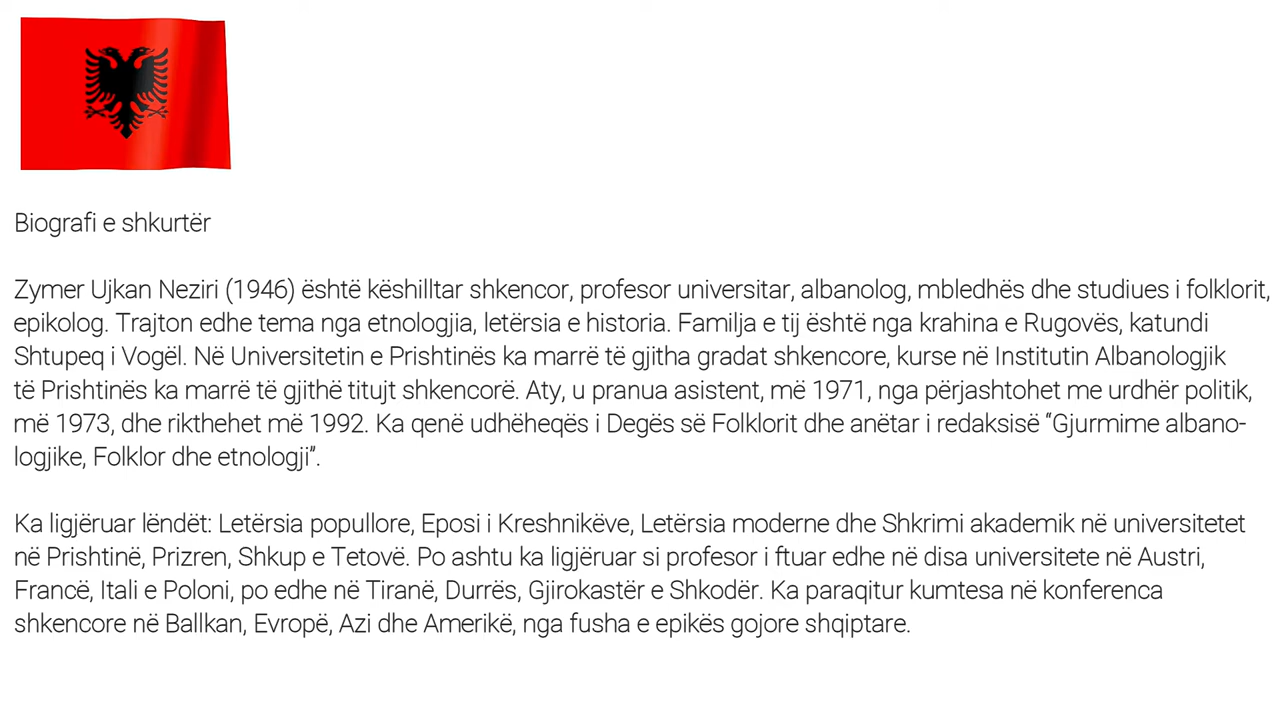 Biografi e shkurtër
Zymer Ujkan Neziri (1946) është këshilltar shkencor, profesor universitar, albanolog, mbledhës dhe studiues i folklorit,
epikolog. Trajton edhe tema nga etnologjia, letërsia e historia. Familja e tij është nga krahina e Rugovës, katundi
Shtupeq i Vogël. Në Universitetin e Prishtinës ka marrë të gjitha gradat shkencore, kurse në Institutin Albanologjik
të Prishtinës ka marrë të gjithë titujt shkencorë. Aty, u pranua asistent, më 1971, nga përjashtohet me urdhër politik,
më 1973, dhe rikthehet më 1992. Ka qenë udhëheqës i Degës së Folklorit dhe anëtar i redaksisë “Gjurmime albano-
logjike, Folklor dhe etnologji”.
Ka ligjëruar lëndët: Letërsia popullore, Eposi i Kreshnikëve, Letërsia moderne dhe Shkrimi akademik në universitetet
në Prishtinë, Prizren, Shkup e Tetovë. Po ashtu ka ligjëruar si profesor i ftuar edhe në disa universitete në Austri,
Francë, Itali e Poloni, po edhe në Tiranë, Durrës, Gjirokastër e Shkodër. Ka paraqitur kumtesa në konferenca
shkencore në Ballkan, Evropë, Azi dhe Amerikë, nga fusha e epikës gojore shqiptare.